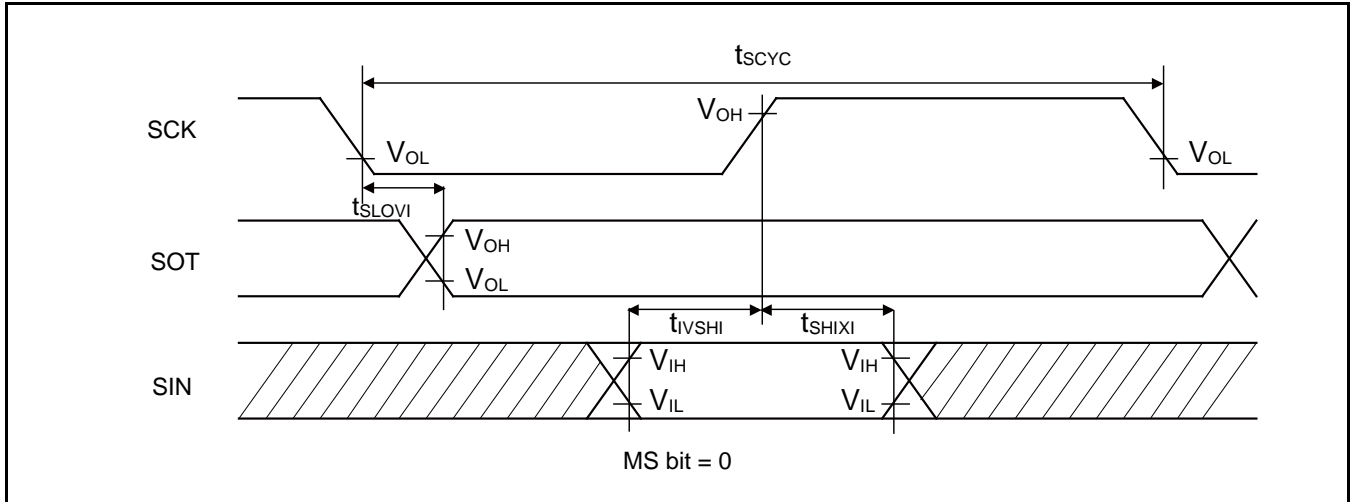 tSCYC
SCK
VOH
VOL
VOL
tSLOVI
SOT
VOH
VOL
tIVSHI
tSHIXI
SIN
VIH
VIH
VIL
VIL
MS bit = 0